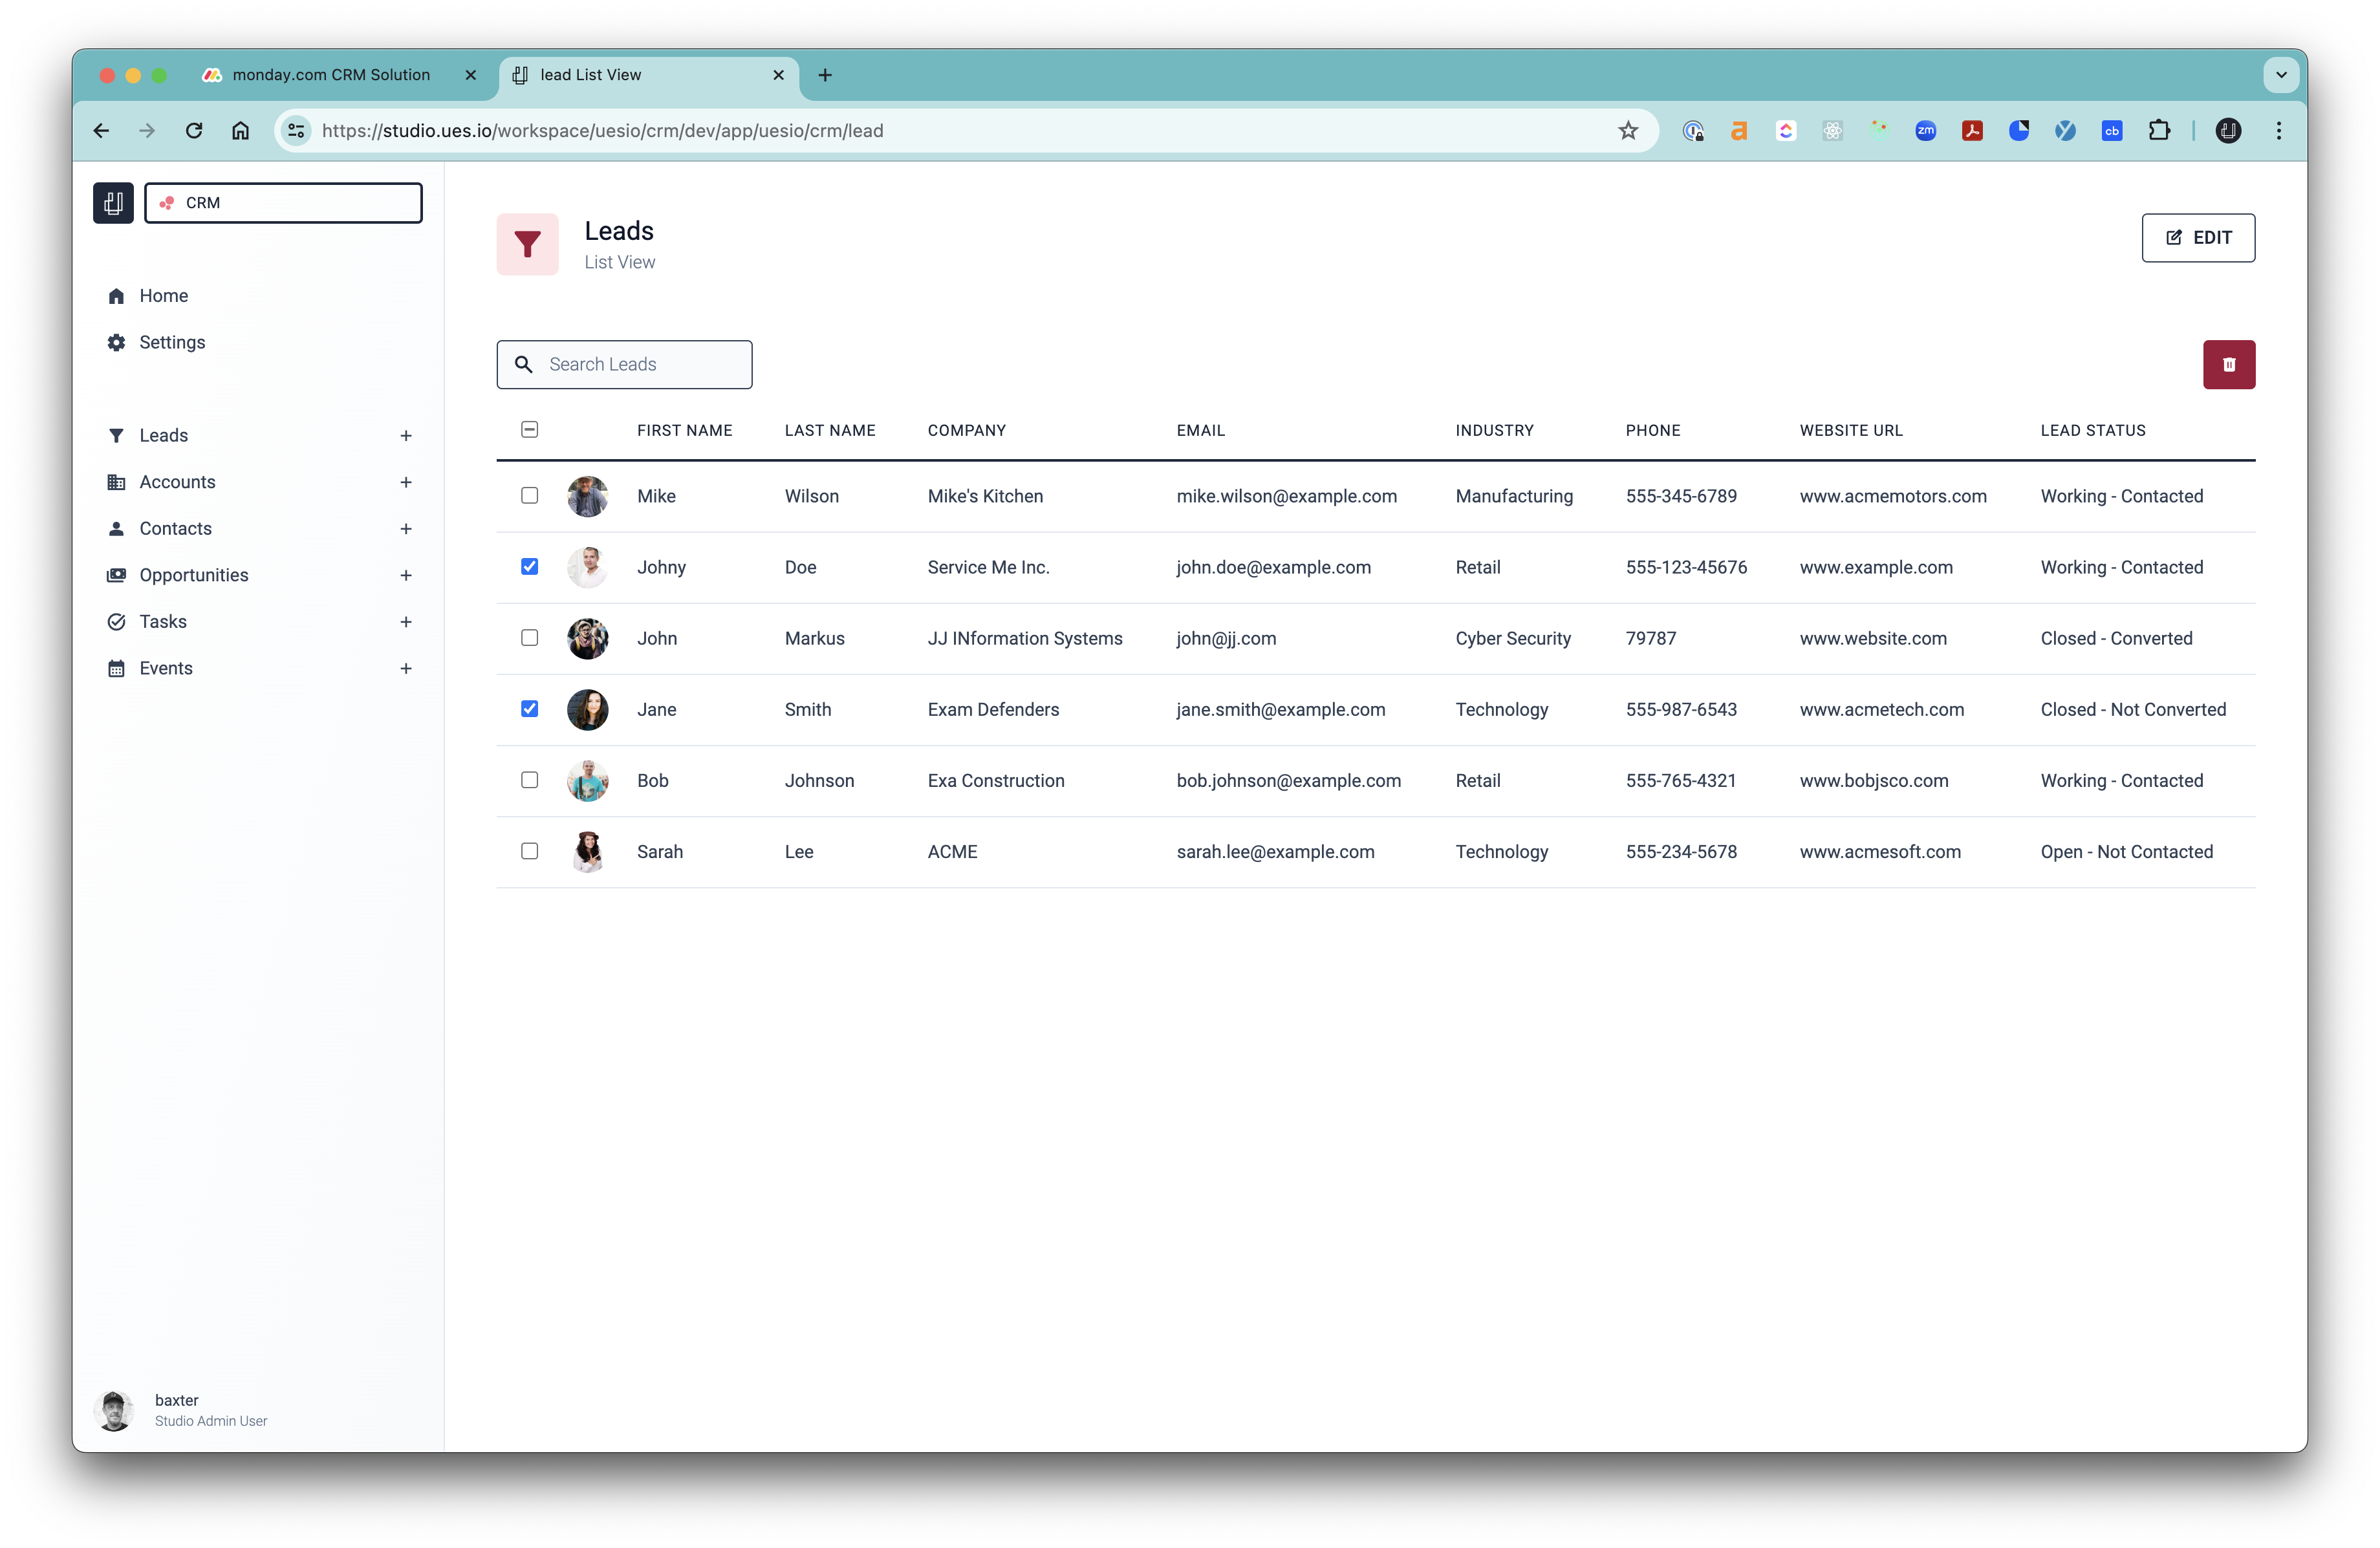 monday.com CRM Solution
lead List View
https://studio.ues.io/workspace/uesio/crm/dev/app/uesio/crm/lead
a
zm
cb
CRM
Home
Settings
Leads
Accounts
Contacts
Opportunities
Tasks
Events
Leads
List View
EDIT
Search Leads
FIRST NAME LAST NAME COMPANY EMAIL INDUSTRY PHONE WEBSITE URL LEAD STATUS
Mike Wilson Mike's Kitchen mike.wilson@example.com Manufacturing 555-345-6789 www.acmemotors.com Working - Contacted
Johny Doe Service Me Inc. john.doe@example.com Retail 555-123-45676 www.example.com Working - Contacted
John Markus JJ INformation Systems john@jj.com Cyber Security 79787 www.website.com Closed - Converted
Jane Smith Exam Defenders jane.smith@example.com Technology 555-987-6543 www.acmetech.com Closed - Not Converted
Bob Johnson Exa Construction bob.johnson@example.com Retail 555-765-4321 www.bobjsco.com Working - Contacted
Sarah Lee ACME sarah.lee@example.com Technology 555-234-5678 www.acmesoft.com Open - Not Contacted
baxter
Studio Admin User